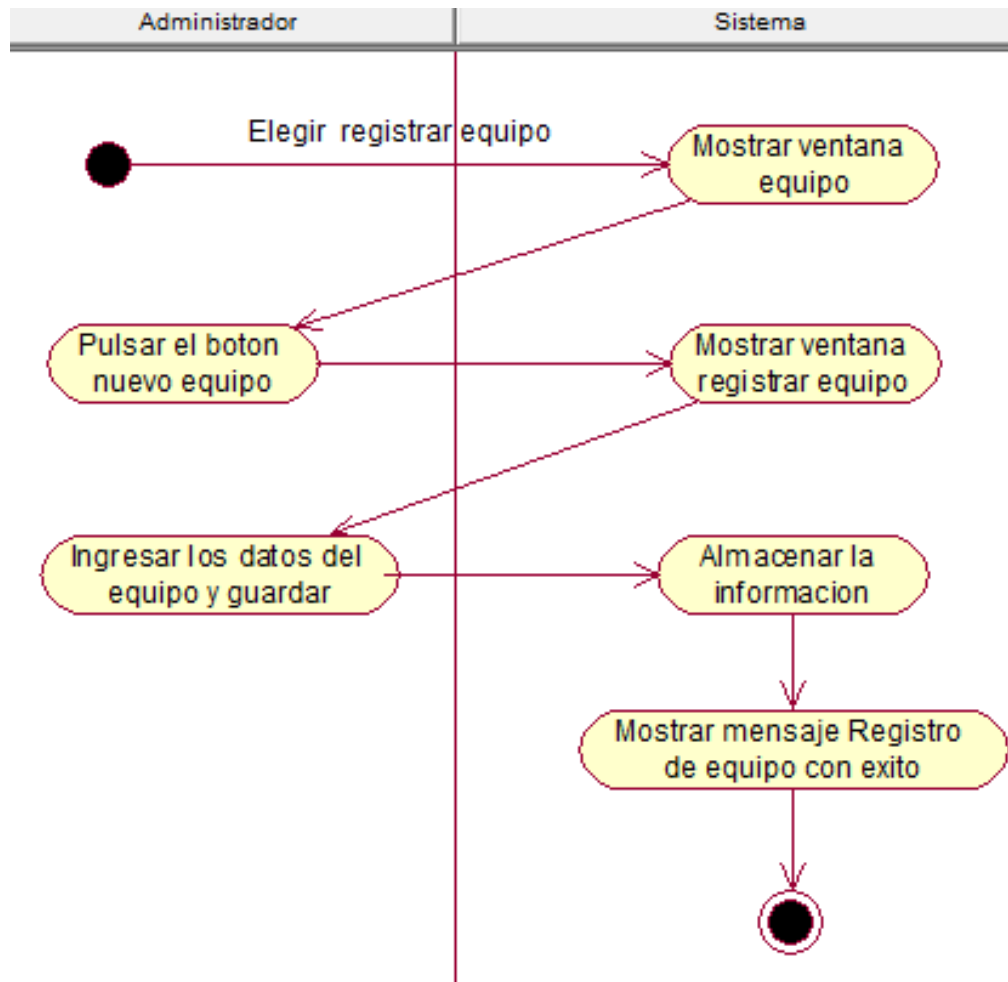 Administrador
Sistema
Elegir registrar equipo
Mostrar ventana
equipo
Pulsar el boton
nuevo equipo
Mostrar ventana
registrar equipo
Ingresar los datos del
equipo y guardar
Almacenar la
informacion
Mostrar mensaje Registro
de equipo con exito